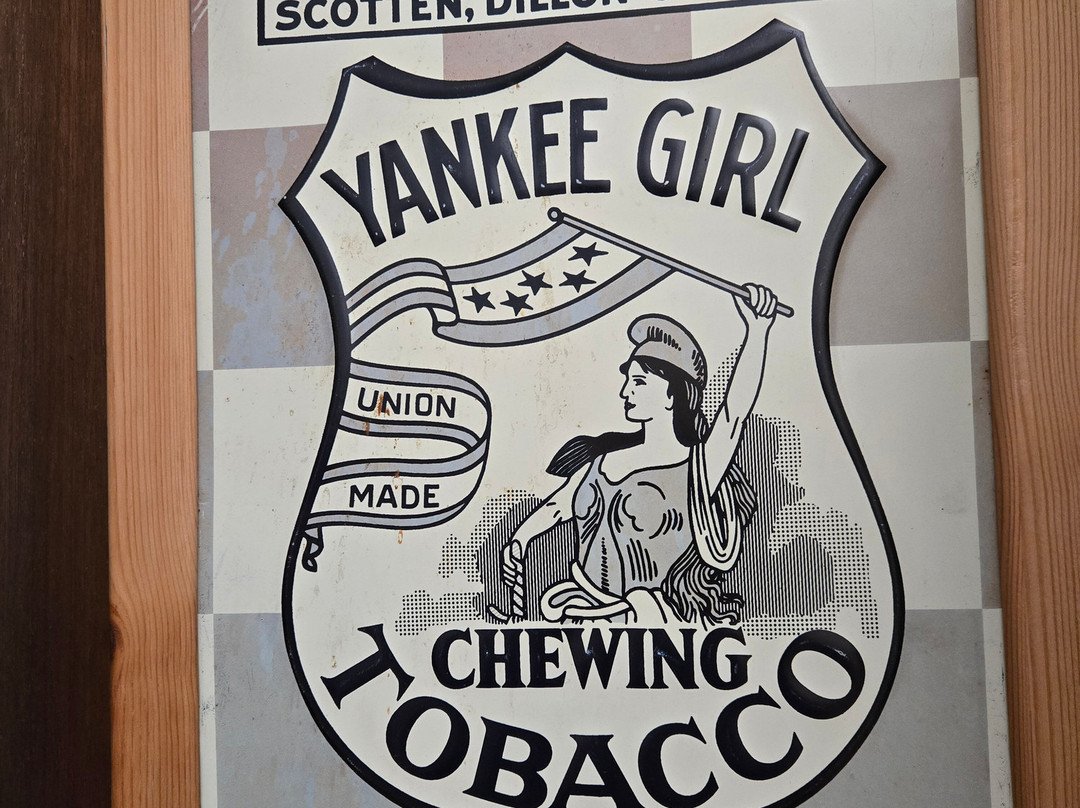 SCOTTEN, DILLON
YANKEE GIRL
UNION
MADE
CHEWING
TOBACCO